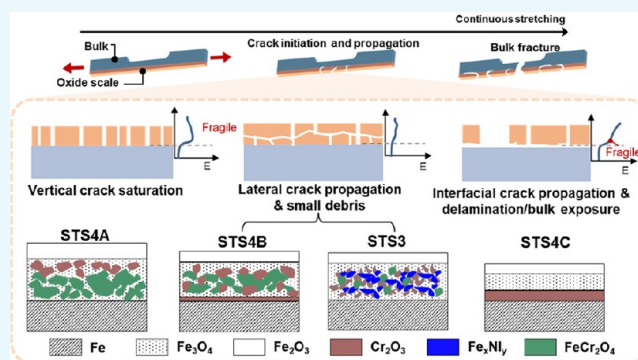 Continuous stretching
Bulk
Crack initiation and propagation
Bulk fracture
Oxide scale
Fragile
E
Vertical crack saturation
E
Lateral crack propagation
& small debris
Fragile
E
Interfacial crack propagation &
delamination/bulk exposure
STS4A
STS4B
STS3
STS4C
Fe
Fe₃O₄
Fe₂O₃
Cr₂O₃
FeₓNiᵧ
FeCr₂O₄